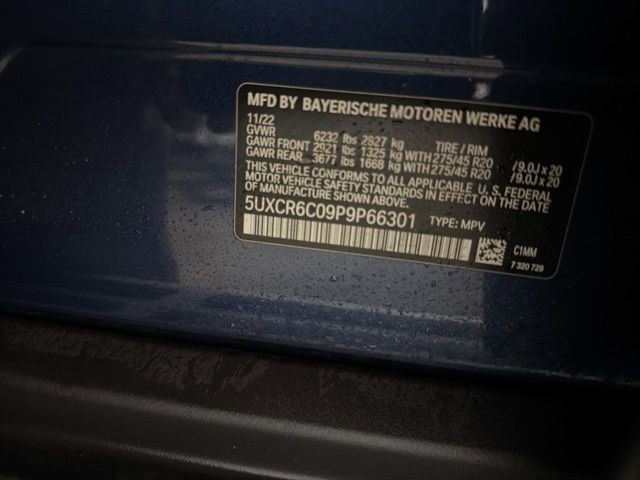 MFD BY BAYERISCHE MOTOREN WERKE AG
11/22
GVWR 6232 lbs 2827 kg TIRE / RIM
GAWR FRONT 2921 lbs 1325 kg WITH 275/45 R20 /9.0J x 20
GAWR REAR 3677 lbs 1668 kg WITH 275/45 R20 /9.0J x 20
THIS VEHICLE CONFORMS TO ALL APPLICABLE U. S. FEDERAL
MOTOR VEHICLE SAFETY STANDARDS IN EFFECT ON THE DATE
OF MANUFACTURE SHOWN ABOVE.
5UXCR6C09P9P66301 TYPE: MPV
C1MM
7 320 729